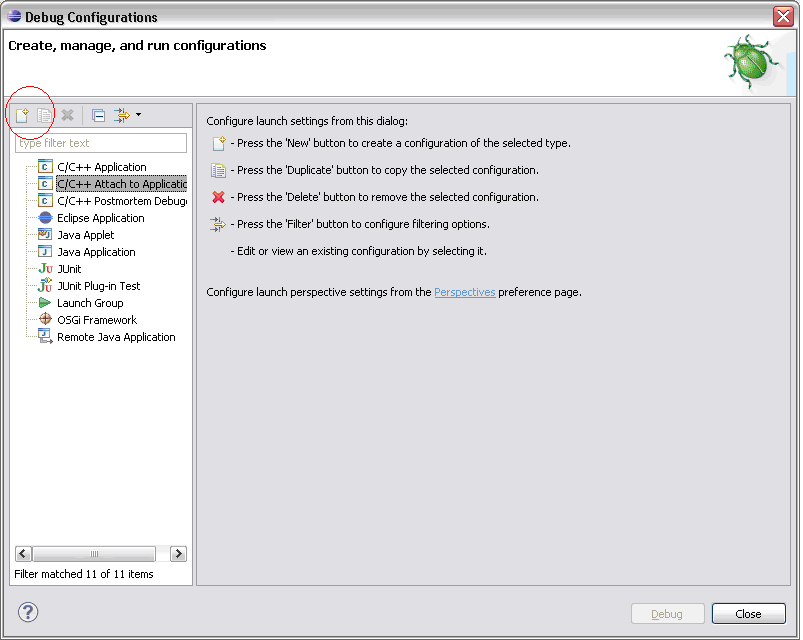 Debug Configurations
Create, manage, and run configurations
type filter text
C/C++ Application
C/C++ Attach to Applicatio
C/C++ Postmortem Debug
Eclipse Application
Java Applet
Java Application
JUnit
JUnit Plug-in Test
Launch Group
OSGi Framework
Remote Java Application
Filter matched 11 of 11 items
Configure launch settings from this dialog:
- Press the 'New' button to create a configuration of the selected type.
- Press the 'Duplicate' button to copy the selected configuration.
- Press the 'Delete' button to remove the selected configuration.
- Press the 'Filter' button to configure filtering options.
- Edit or view an existing configuration by selecting it.
Configure launch perspective settings from the Perspectives preference page.
?
Debug
Close